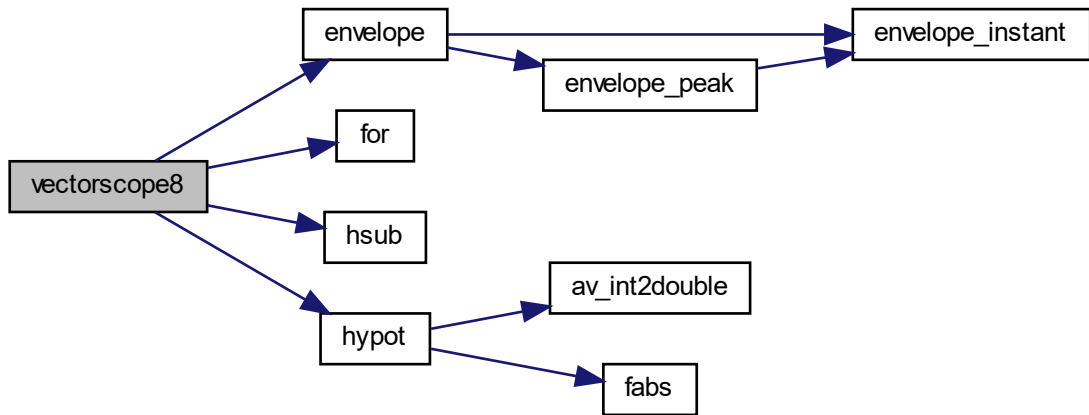 vectorscope8
envelope
envelope_instant
envelope_peak
for
hsub
hypot
av_int2double
fabs